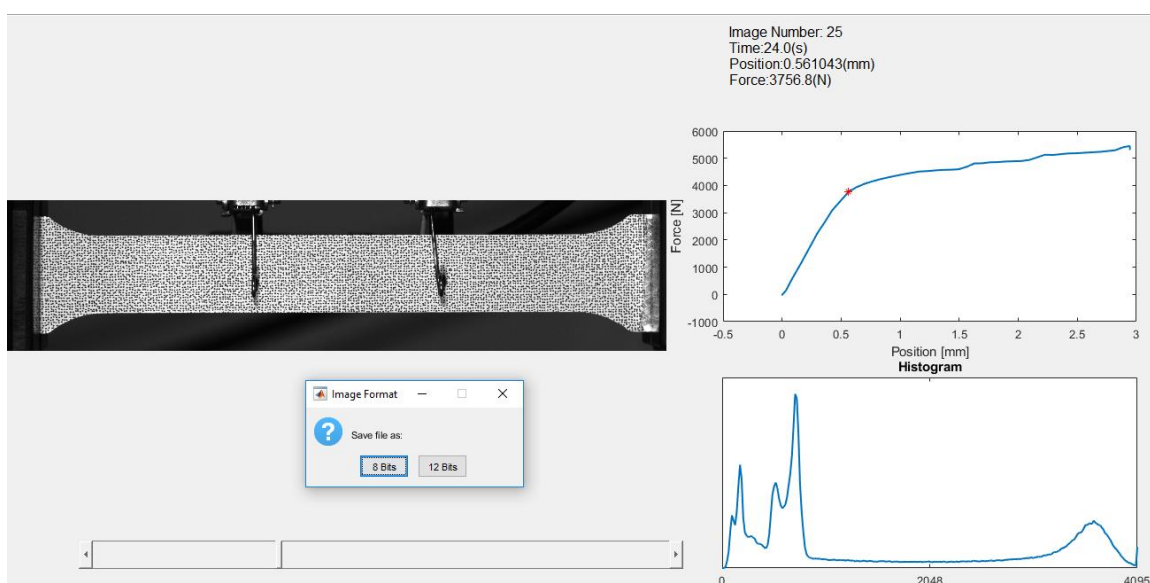 Image Number: 25
Time:24.0(s)
Position:0.561043(mm)
Force:3756.8(N)
6000
5000
4000
3000
2000
1000
0
-1000
Force [N]
-0.5 0 0.5 1 1.5 2 2.5 3
Position [mm]
Histogram
0 2048 4095
Image Format
?
Save file as:
8 Bits 12 Bits